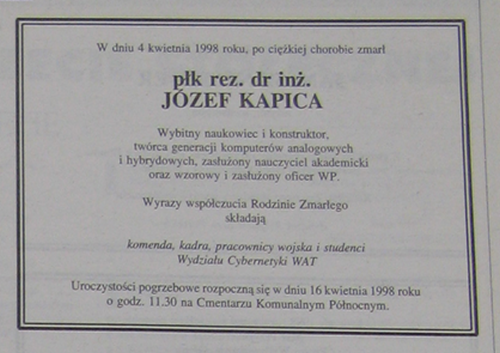 W dniu 4 kwietnia 1998 roku, po ciężkiej chorobie zmarł
płk rez. dr inż.
JÓZEF KAPICA
Wybitny naukowiec i konstruktor,
twórca generacji komputerów analogowych
i hybrydowych, zasłużony nauczyciel akademicki
oraz wzorowy i zasłużony oficer WP.
Wyrazy współczucia Rodzinie Zmarłego
składają
komenda, kadra, pracownicy wojska i studenci
Wydziału Cybernetyki WAT
Uroczystości pogrzebowe rozpoczną się w dniu 16 kwietnia 1998 roku
o godz. 11.30 na Cmentarzu Komunalnym Północnym.